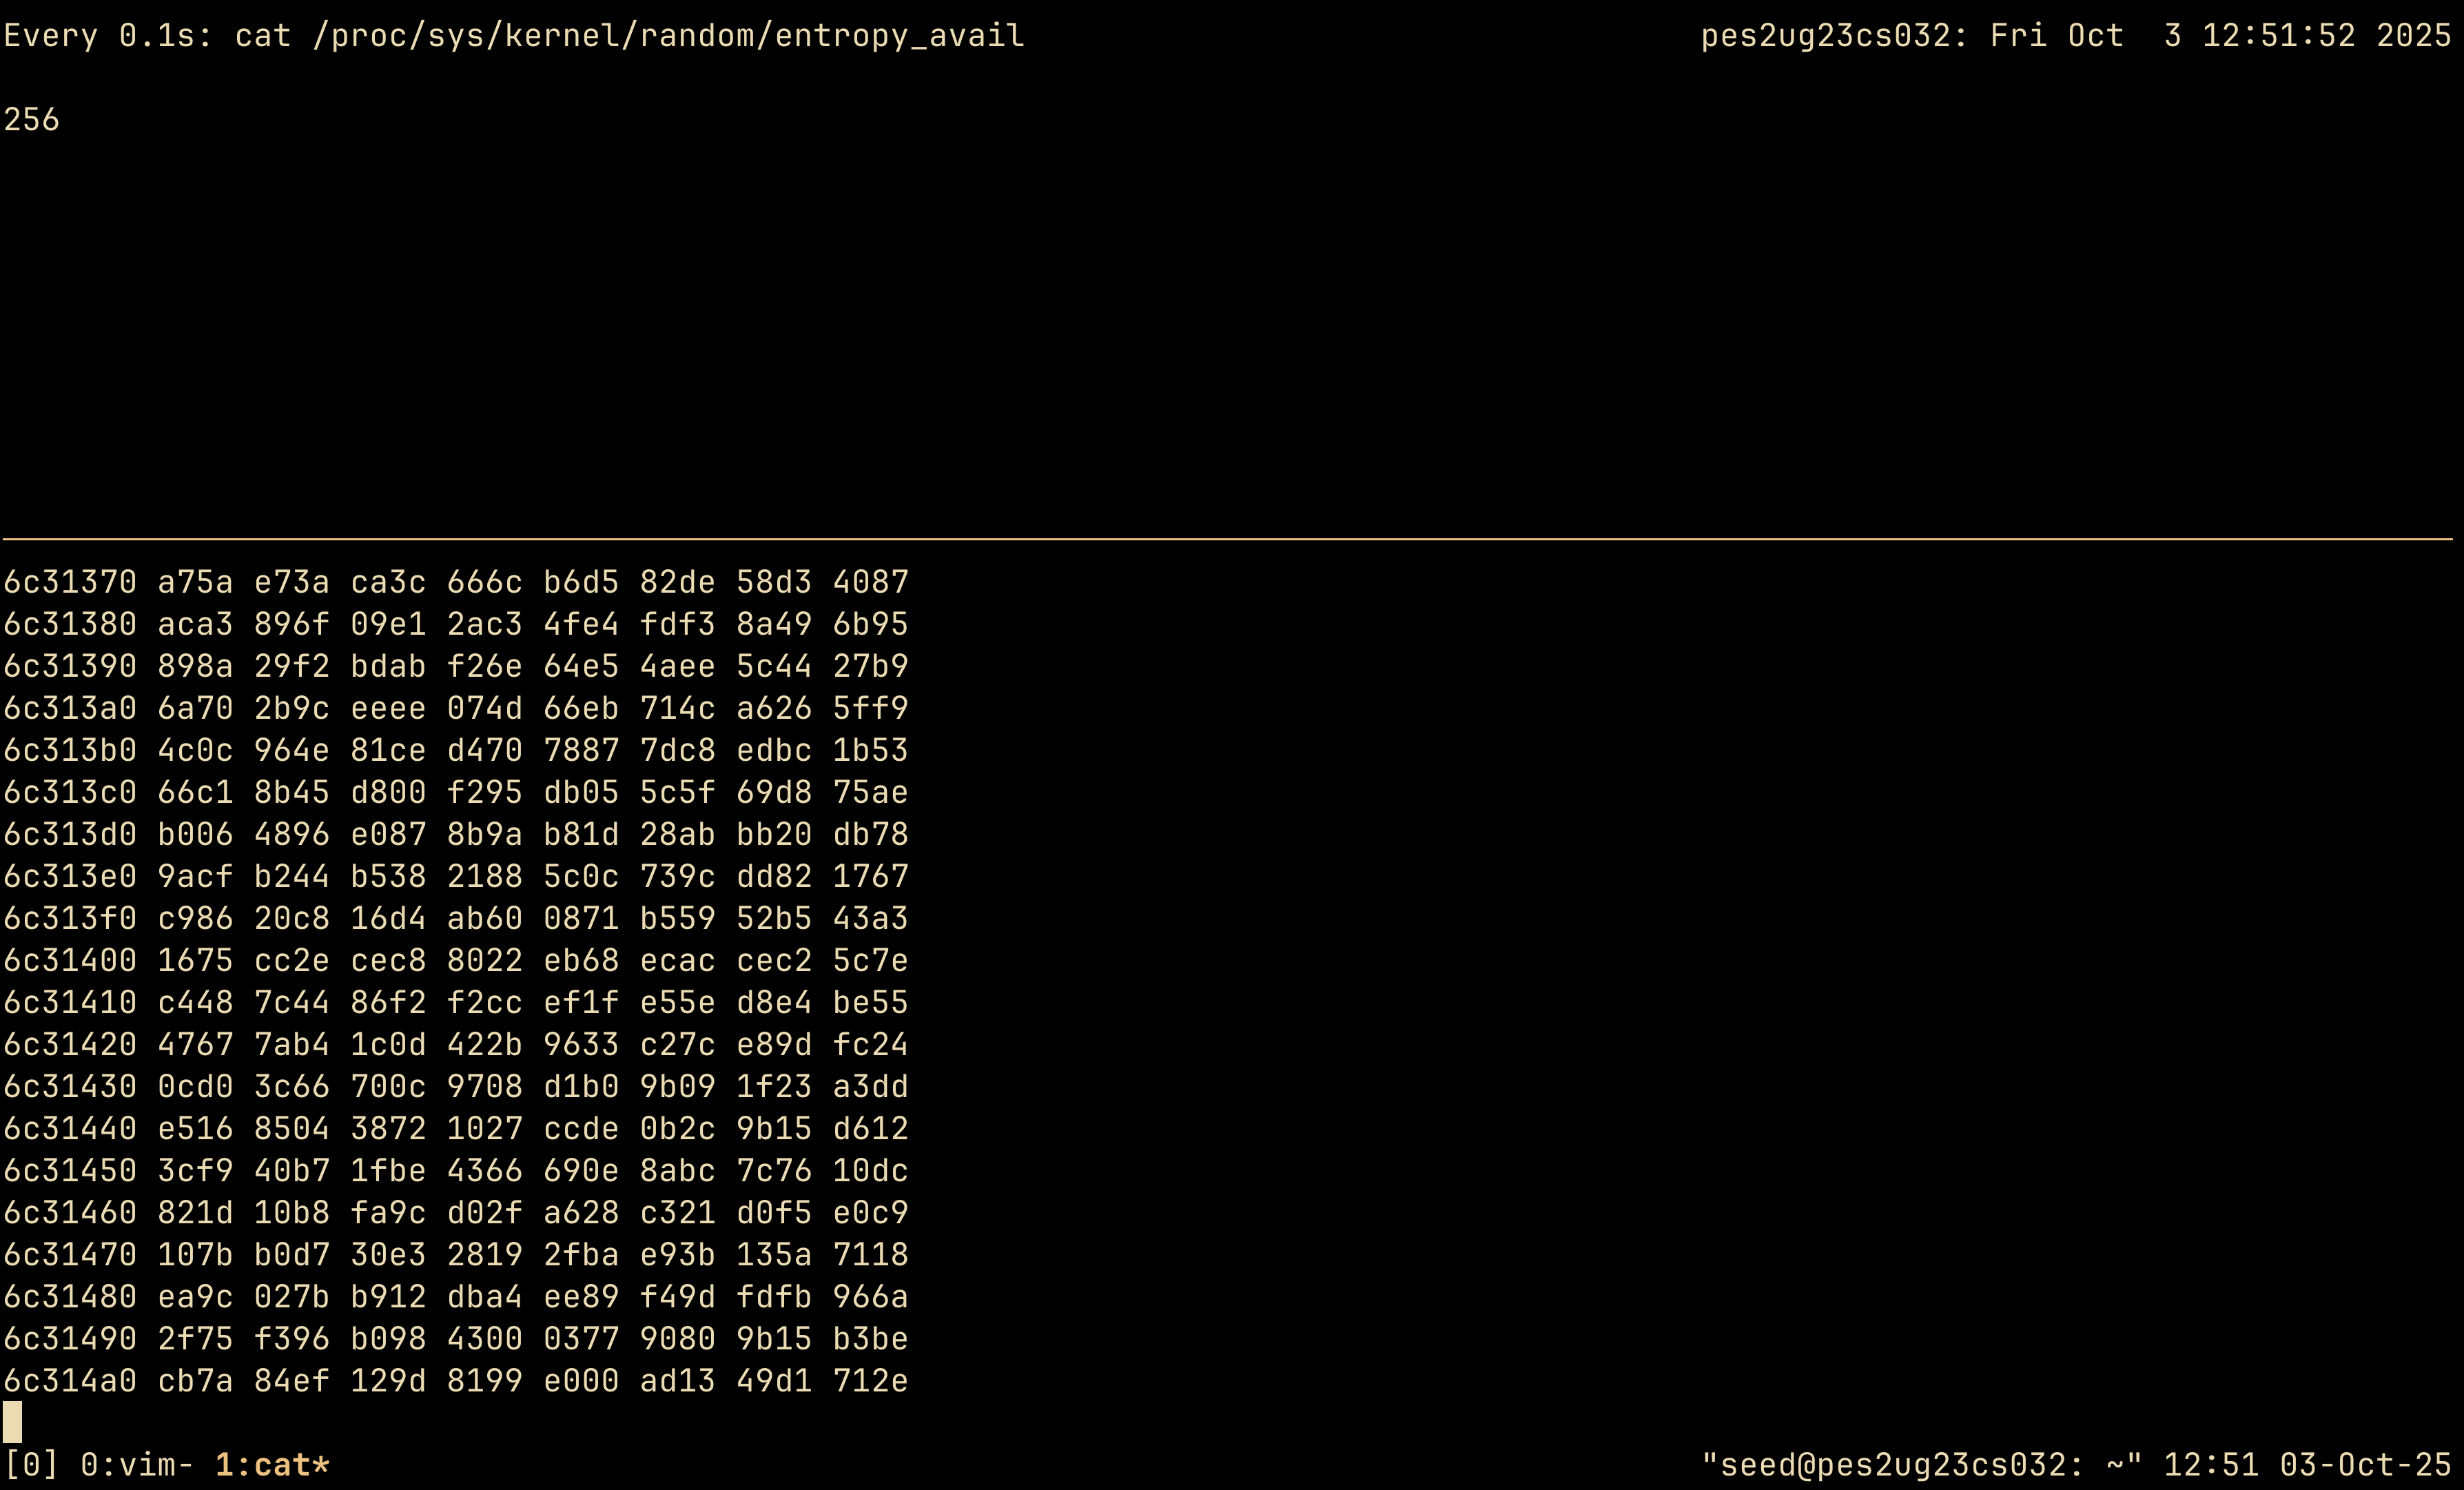 Every 0.1s: cat /proc/sys/kernel/random/entropy_avail pes2ug23cs032: Fri Oct  3 12:51:52 2025
256
6c31370 a75a e73a ca3c 666c b6d5 82de 58d3 4087
6c31380 aca3 896f 09e1 2ac3 4fe4 fdf3 8a49 6b95
6c31390 898a 29f2 bdab f26e 64e5 4aee 5c44 27b9
6c313a0 6a70 2b9c eeee 074d 66eb 714c a626 5ff9
6c313b0 4c0c 964e 81ce d470 7887 7dc8 edbc 1b53
6c313c0 66c1 8b45 d800 f295 db05 5c5f 69d8 75ae
6c313d0 b006 4896 e087 8b9a b81d 28ab bb20 db78
6c313e0 9acf b244 b538 2188 5c0c 739c dd82 1767
6c313f0 c986 20c8 16d4 ab60 0871 b559 52b5 43a3
6c31400 1675 cc2e cec8 8022 eb68 ecac cec2 5c7e
6c31410 c448 7c44 86f2 f2cc ef1f e55e d8e4 be55
6c31420 4767 7ab4 1c0d 422b 9633 c27c e89d fc24
6c31430 0cd0 3c66 700c 9708 d1b0 9b09 1f23 a3dd
6c31440 e516 8504 3872 1027 ccde 0b2c 9b15 d612
6c31450 3cf9 40b7 1fbe 4366 690e 8abc 7c76 10dc
6c31460 821d 10b8 fa9c d02f a628 c321 d0f5 e0c9
6c31470 107b b0d7 30e3 2819 2fba e93b 135a 7118
6c31480 ea9c 027b b912 dba4 ee89 f49d fdfb 966a
6c31490 2f75 f396 b098 4300 0377 9080 9b15 b3be
6c314a0 cb7a 84ef 129d 8199 e000 ad13 49d1 712e
[0] 0:vim- 1:cat* "seed@pes2ug23cs032: ~" 12:51 03-Oct-25